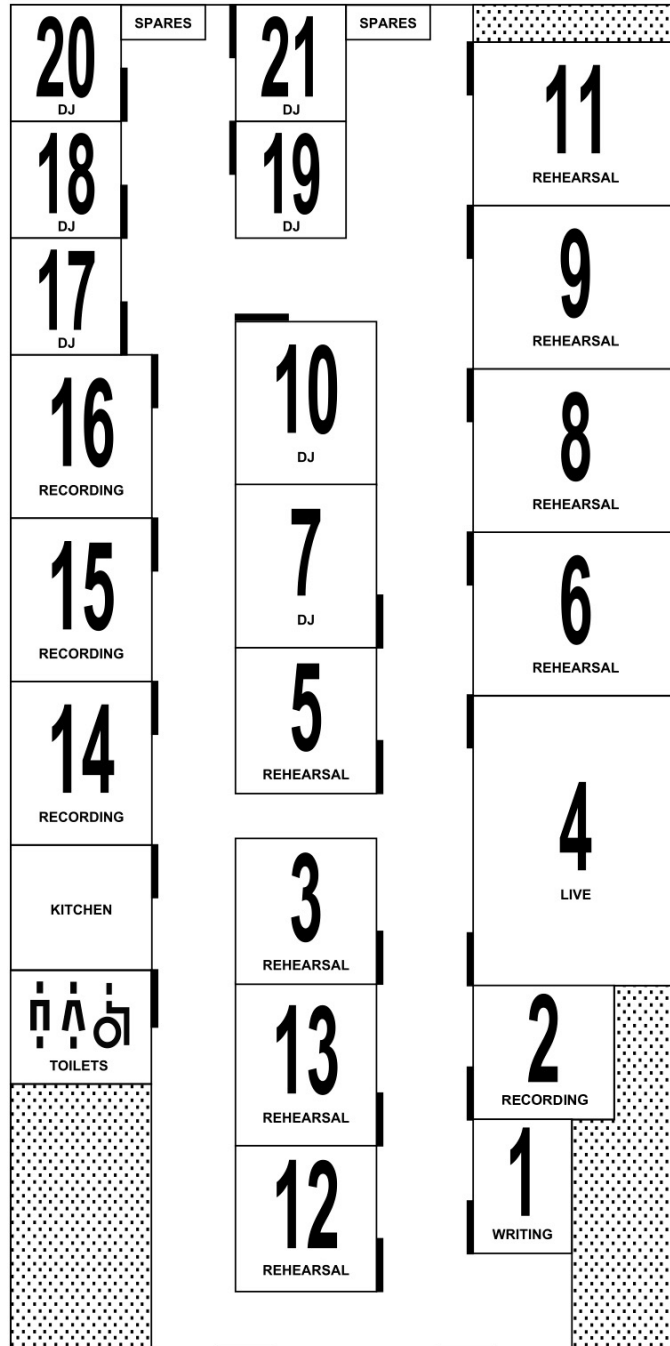 20
DJ
SPARES
18
DJ
17
DJ
16
RECORDING
15
RECORDING
14
RECORDING
KITCHEN
TOILETS
21
DJ
SPARES
19
DJ
10
DJ
7
DJ
5
REHEARSAL
3
REHEARSAL
13
REHEARSAL
12
REHEARSAL
11
REHEARSAL
9
REHEARSAL
8
REHEARSAL
6
REHEARSAL
4
LIVE
2
RECORDING
1
WRITING